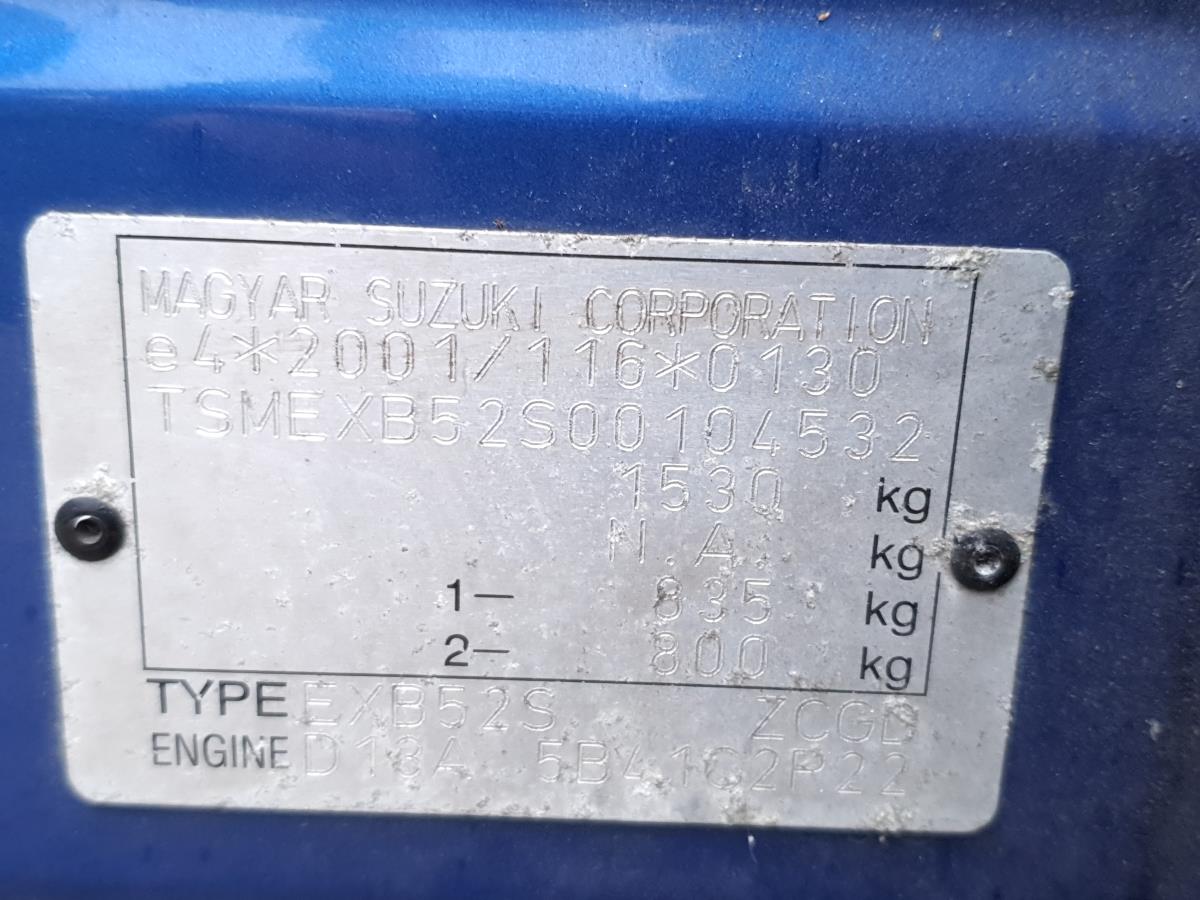 MAGYAR SUZUKI CORPORATION
e4*2001/116*0130
TSMEXB52S00104532
1530 kg
N.A. kg
1— 835 kg
2— 800 kg
TYPE EXB52S ZCGD
ENGINE D13A 5B41C2P22